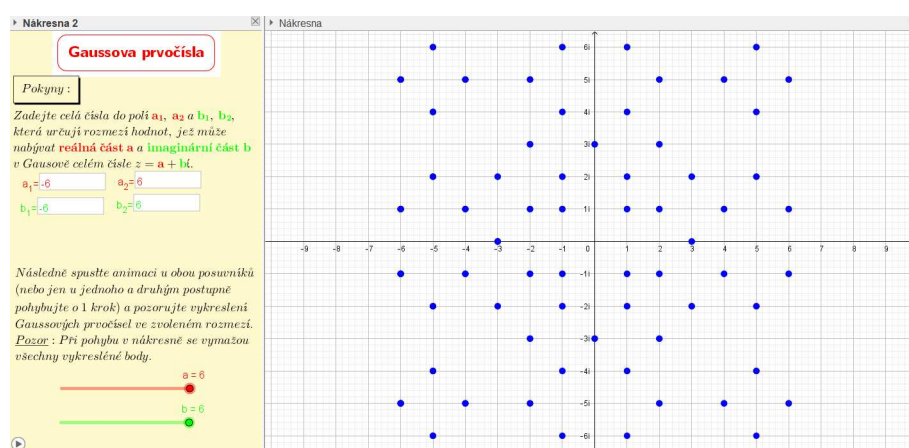 Nákresna 2
Nákresna
Gaussova prvočísla
Pokyny :
Zadejte celá čísla do polí a₁, a₂ a b₁, b₂,
která určují rozmezí hodnot, jež může
nabývat reálná část a a imaginární část b
v Gausově celém čísle z = a + bi.
a₁= -6 a₂= 6
b₁= -6 b₂= 6
Následně spusťte animaci u obou posuvníků
(nebo jen u jednoho a druhým postupně
pohybujte o 1 krok) a pozorujte vykreslení
Gaussových prvočísel ve zvoleném rozmezí.
Pozor : Při pohybu v nákresně se vymažou
všechny vykresléné body.
a = 6
b = 6
6i
5i
4i
3i
2i
1i
-9 -8 -7 -6 -5 -4 -3 -2 -1 0 1 2 3 4 5 6 7 8 9
-1i
-2i
-3i
-4i
-5i
-6i